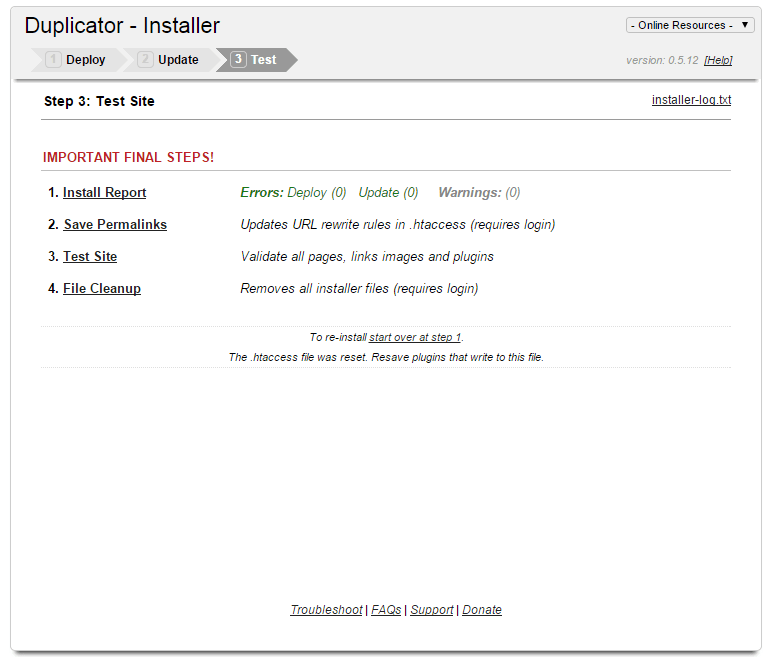 Duplicator - Installer
- Online Resources - ▼
1 Deploy 2 Update 3 Test
version: 0.5.12 [Help]
Step 3: Test Site
installer-log.txt
IMPORTANT FINAL STEPS!
1. Install Report Errors: Deploy (0) Update (0) Warnings: (0)
2. Save Permalinks Updates URL rewrite rules in .htaccess (requires login)
3. Test Site Validate all pages, links images and plugins
4. File Cleanup Removes all installer files (requires login)
To re-install start over at step 1.
The .htaccess file was reset. Resave plugins that write to this file.
Troubleshoot | FAQs | Support | Donate